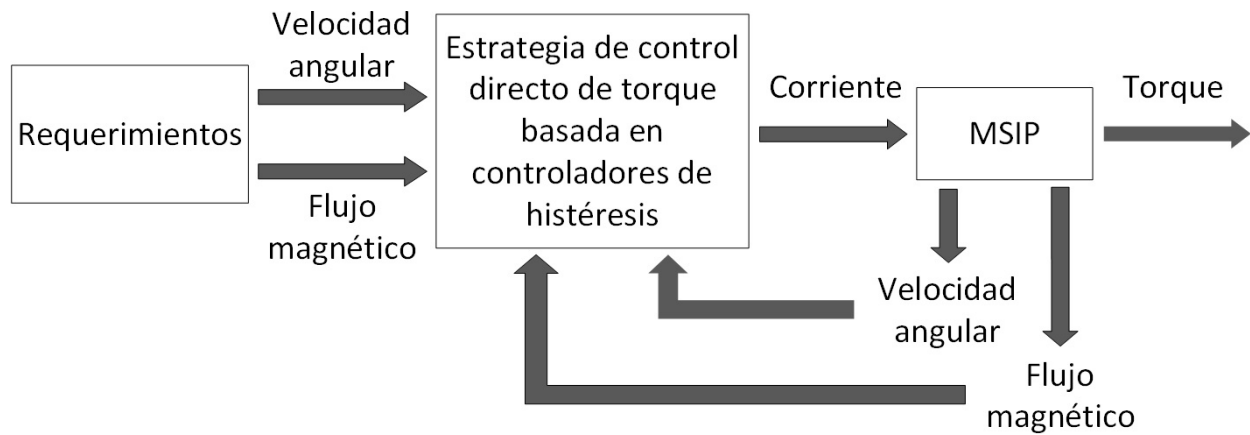 Requerimientos
Velocidad
angular
Flujo
magnético
Estrategia de control
directo de torque
basada en
controladores de
histéresis
Corriente
MSIP
Torque
Velocidad
angular
Flujo
magnético